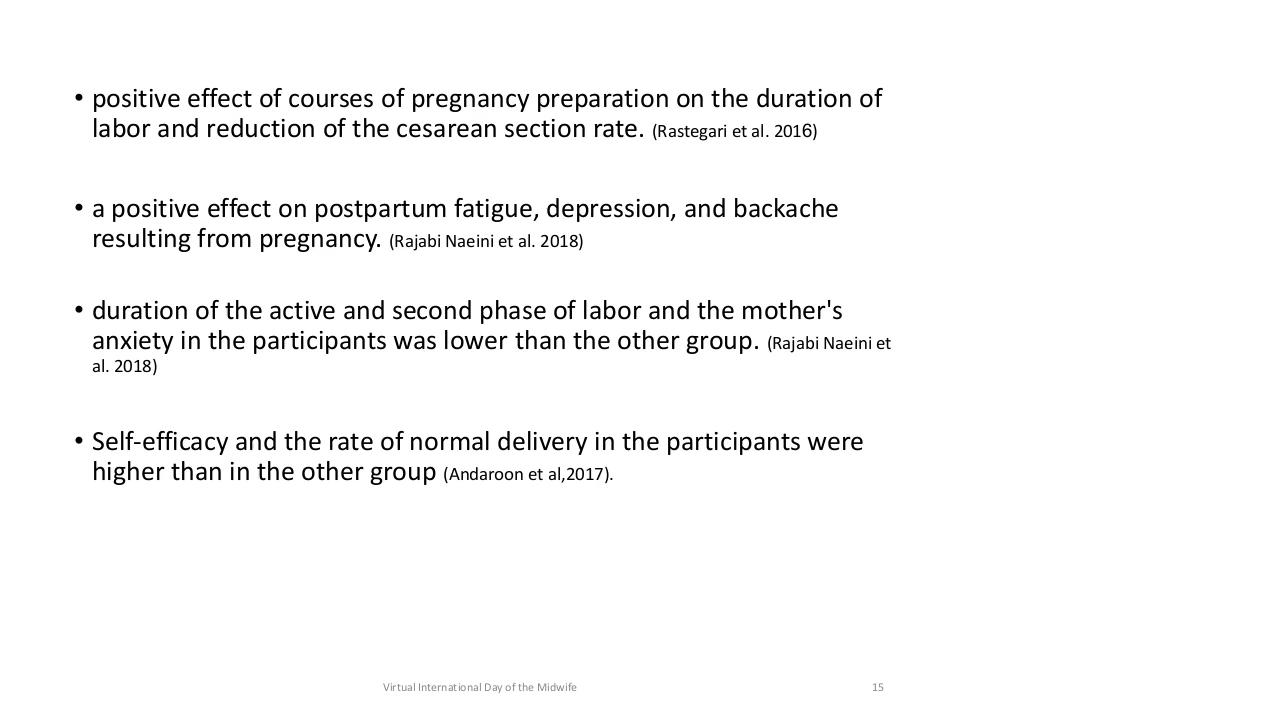 • positive effect of courses of pregnancy preparation on the duration of
labor and reduction of the cesarean section rate. (Rastegari et al. 2016)
• a positive effect on postpartum fatigue, depression, and backache
resulting from pregnancy. (Rajabi Naeini et al. 2018)
• duration of the active and second phase of labor and the mother's
anxiety in the participants was lower than the other group. (Rajabi Naeini et
al. 2018)
• Self-efficacy and the rate of normal delivery in the participants were
higher than in the other group (Andaroon et al,2017).
Virtual International Day of the Midwife
15